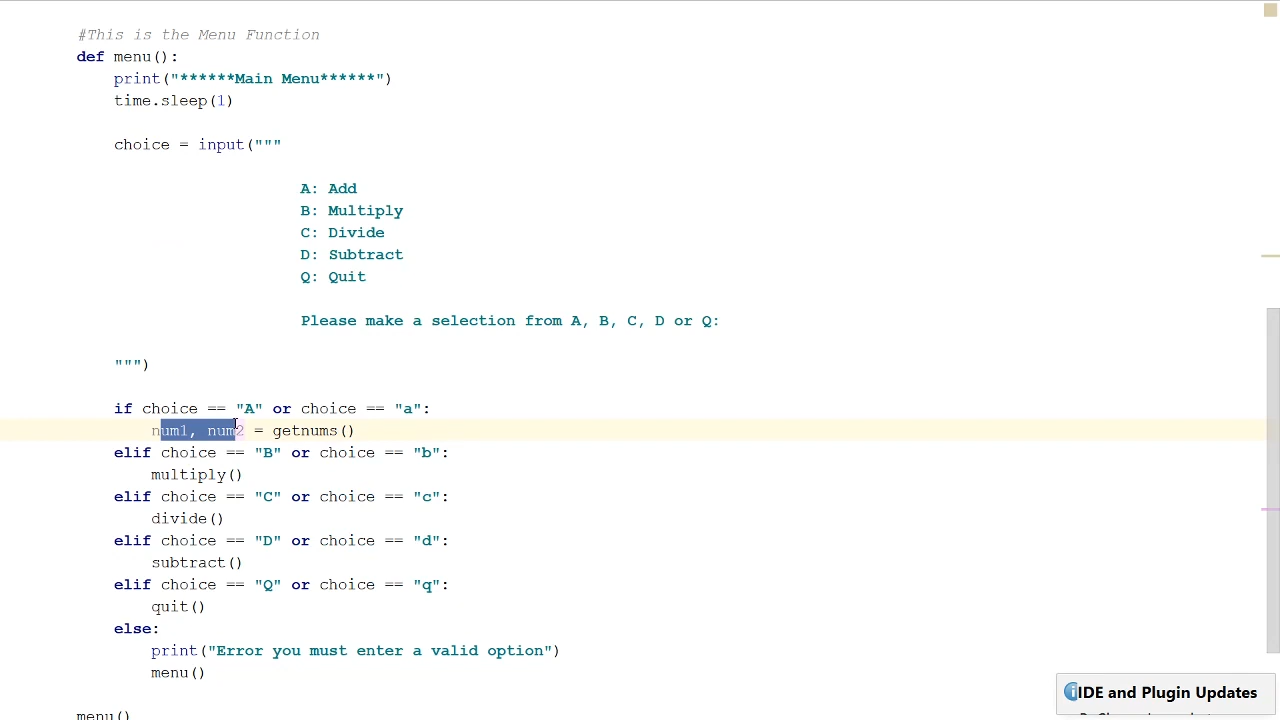 #This is the Menu Function
def menu():
    print("******Main Menu******")
    time.sleep(1)
    choice = input("""
                        A: Add
                        B: Multiply
                        C: Divide
                        D: Subtract
                        Q: Quit
                        Please make a selection from A, B, C, D or Q:
    """)
    if choice == "A" or choice == "a":
        num1, num2 = getnums()
    elif choice == "B" or choice == "b":
        multiply()
    elif choice == "C" or choice == "c":
        divide()
    elif choice == "D" or choice == "d":
        subtract()
    elif choice == "Q" or choice == "q":
        quit()
    else:
        print("Error you must enter a valid option")
        menu()
IDE and Plugin Updates
menu()